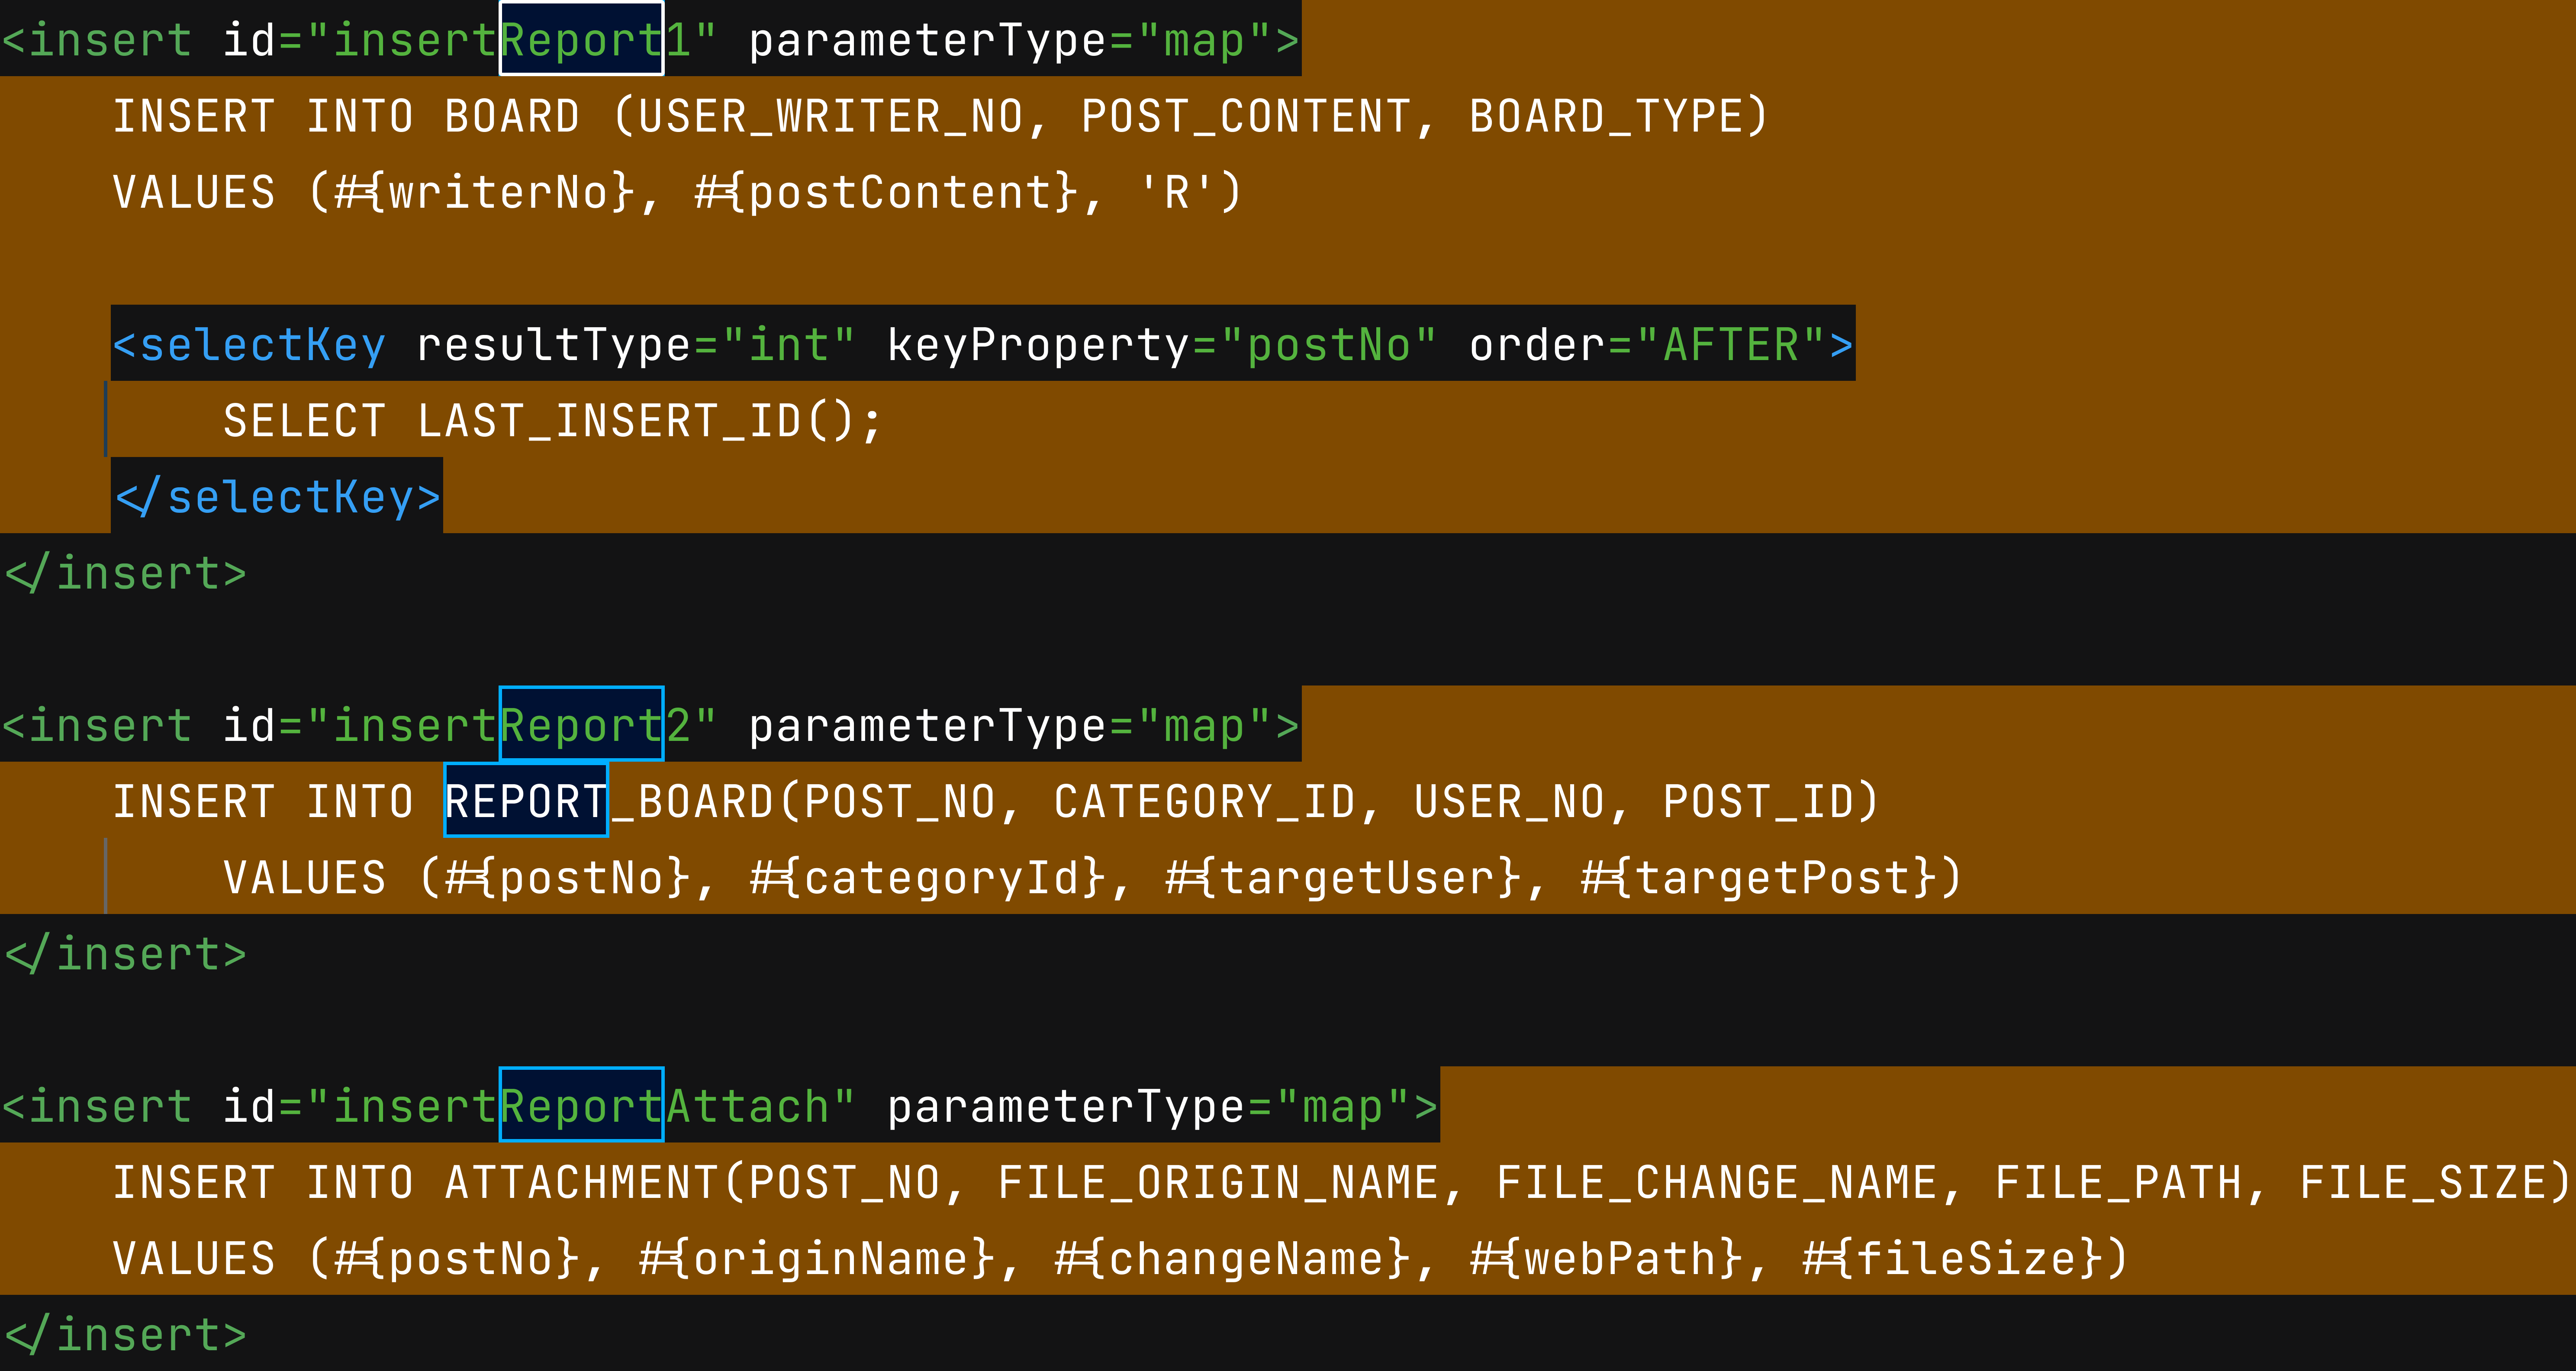 <insert id="insertReport1" parameterType="map">
    INSERT INTO BOARD (USER_WRITER_NO, POST_CONTENT, BOARD_TYPE)
    VALUES (#{writerNo}, #{postContent}, 'R')

    <selectKey resultType="int" keyProperty="postNo" order="AFTER">
        SELECT LAST_INSERT_ID();
    </selectKey>
</insert>

<insert id="insertReport2" parameterType="map">
    INSERT INTO REPORT_BOARD(POST_NO, CATEGORY_ID, USER_NO, POST_ID)
        VALUES (#{postNo}, #{categoryId}, #{targetUser}, #{targetPost})
</insert>

<insert id="insertReportAttach" parameterType="map">
    INSERT INTO ATTACHMENT(POST_NO, FILE_ORIGIN_NAME, FILE_CHANGE_NAME, FILE_PATH, FILE_SIZE)
    VALUES (#{postNo}, #{originName}, #{changeName}, #{webPath}, #{fileSize})
</insert>